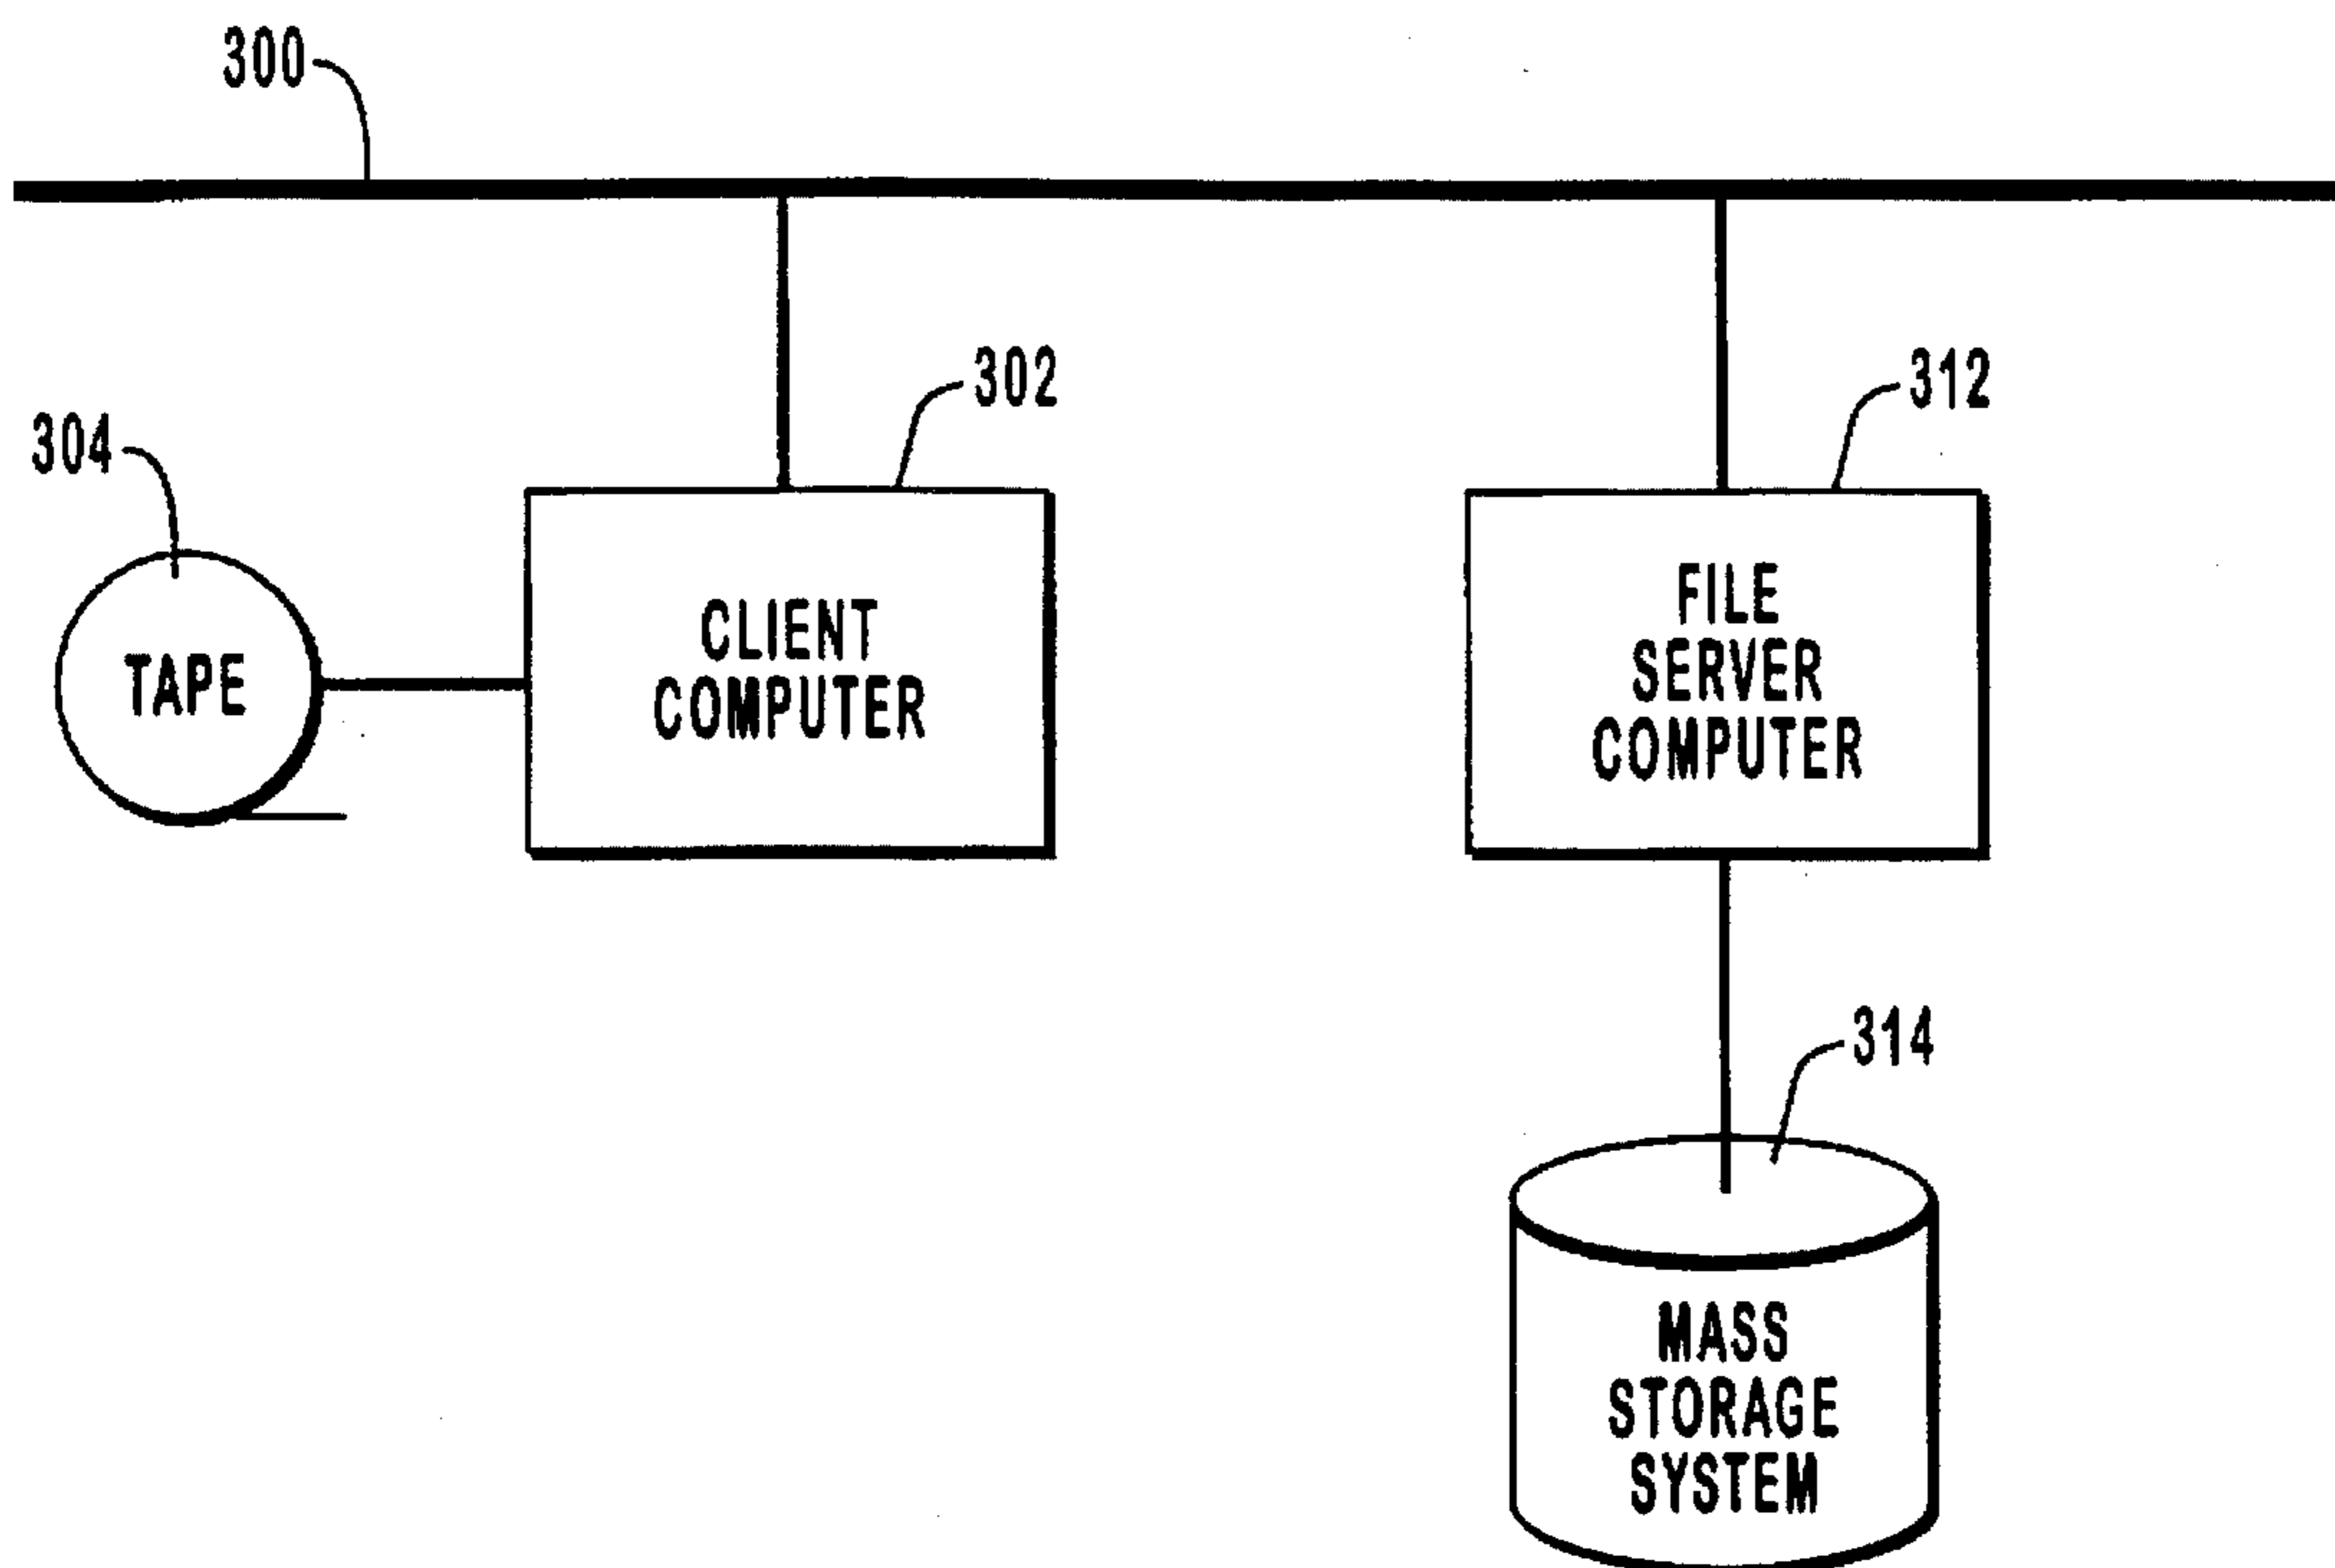 300
302
312
304
TAPE
CLIENT
COMPUTER
FILE
SERVER
COMPUTER
314
MASS
STORAGE
SYSTEM